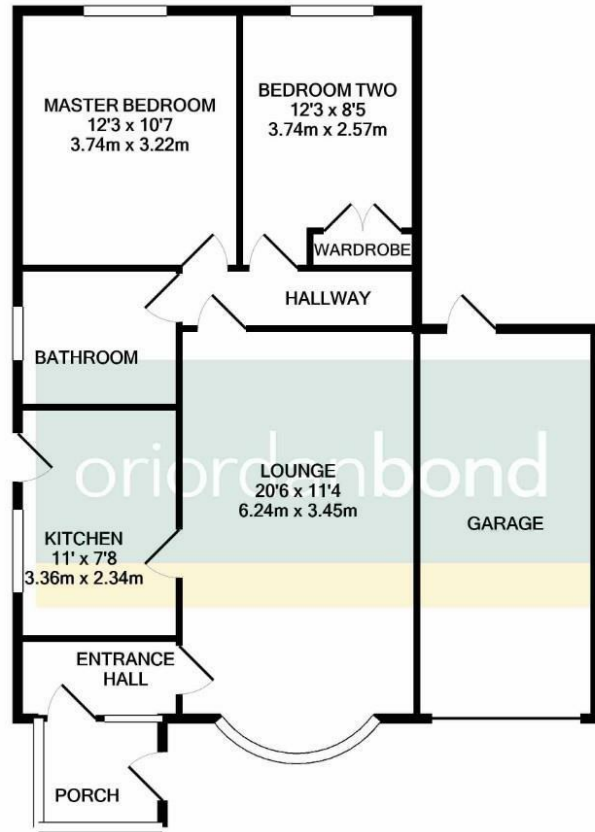 MASTER BEDROOM
12'3 x 10'7
3.74m x 3.22m
BEDROOM TWO
12'3 x 8'5
3.74m x 2.57m
WARDROBE
HALLWAY
BATHROOM
oriordanbond
LOUNGE
20'6 x 11'4
6.24m x 3.45m
GARAGE
KITCHEN
11' x 7'8
3.36m x 2.34m
ENTRANCE
HALL
PORCH